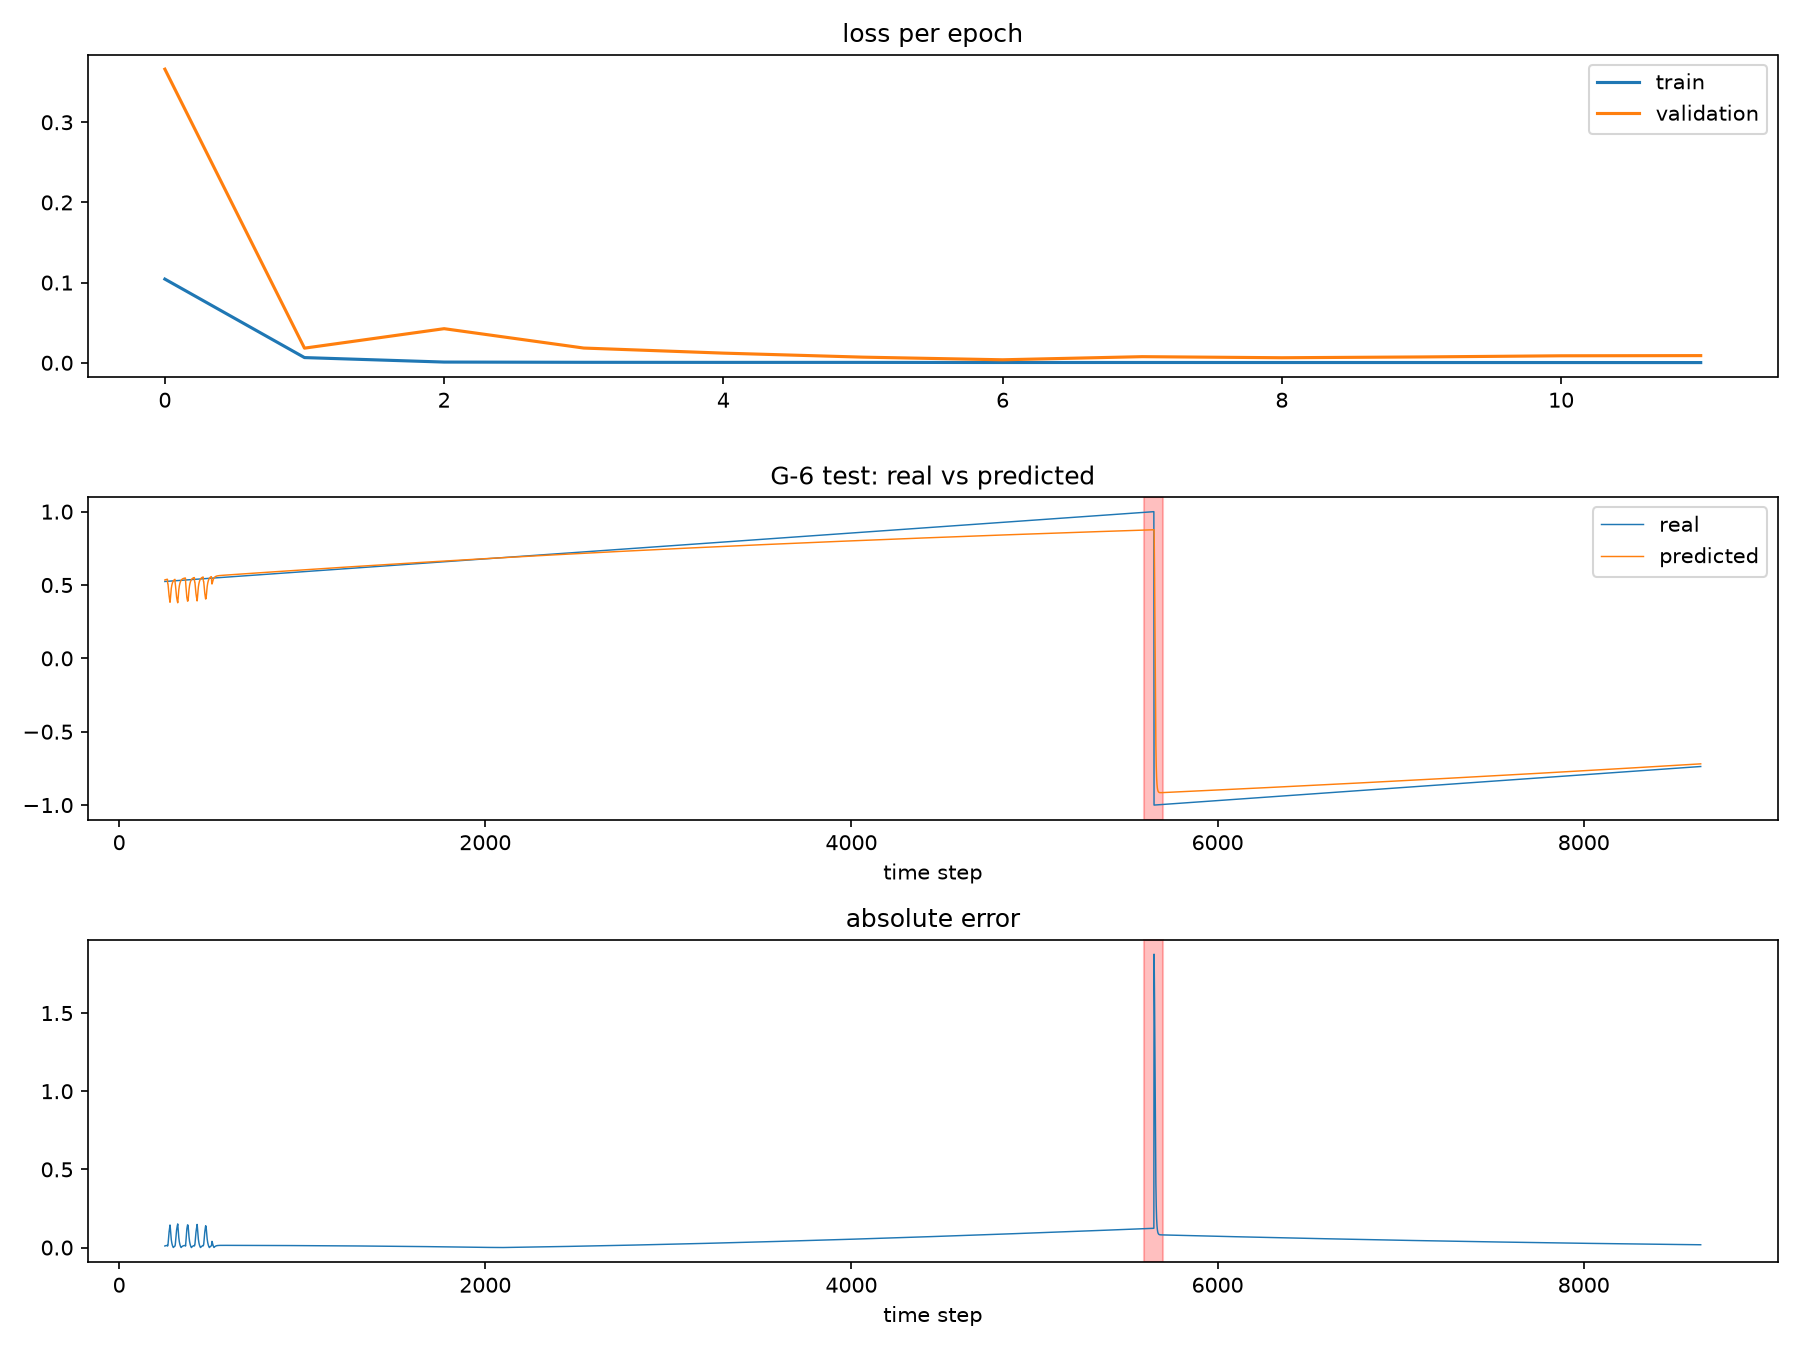 loss per epoch
train
validation
0.3
0.2
0.1
0.0
0 2 4 6 8 10
G-6 test: real vs predicted
real
predicted
1.0
0.5
0.0
−0.5
−1.0
0 2000 4000 6000 8000
time step
absolute error
1.5
1.0
0.5
0.0
0 2000 4000 6000 8000
time step